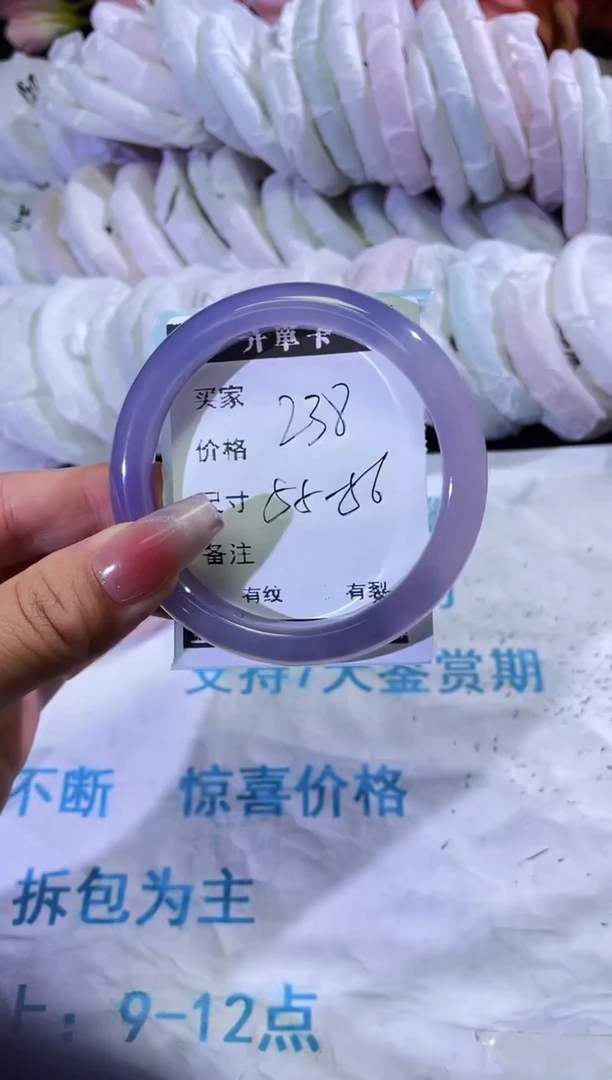 开单卡
买家 238
价格
尺寸 55-56
备注
有纹 有裂
支持7天鉴赏期
不断 惊喜价格
拆包为主
上：9-12点